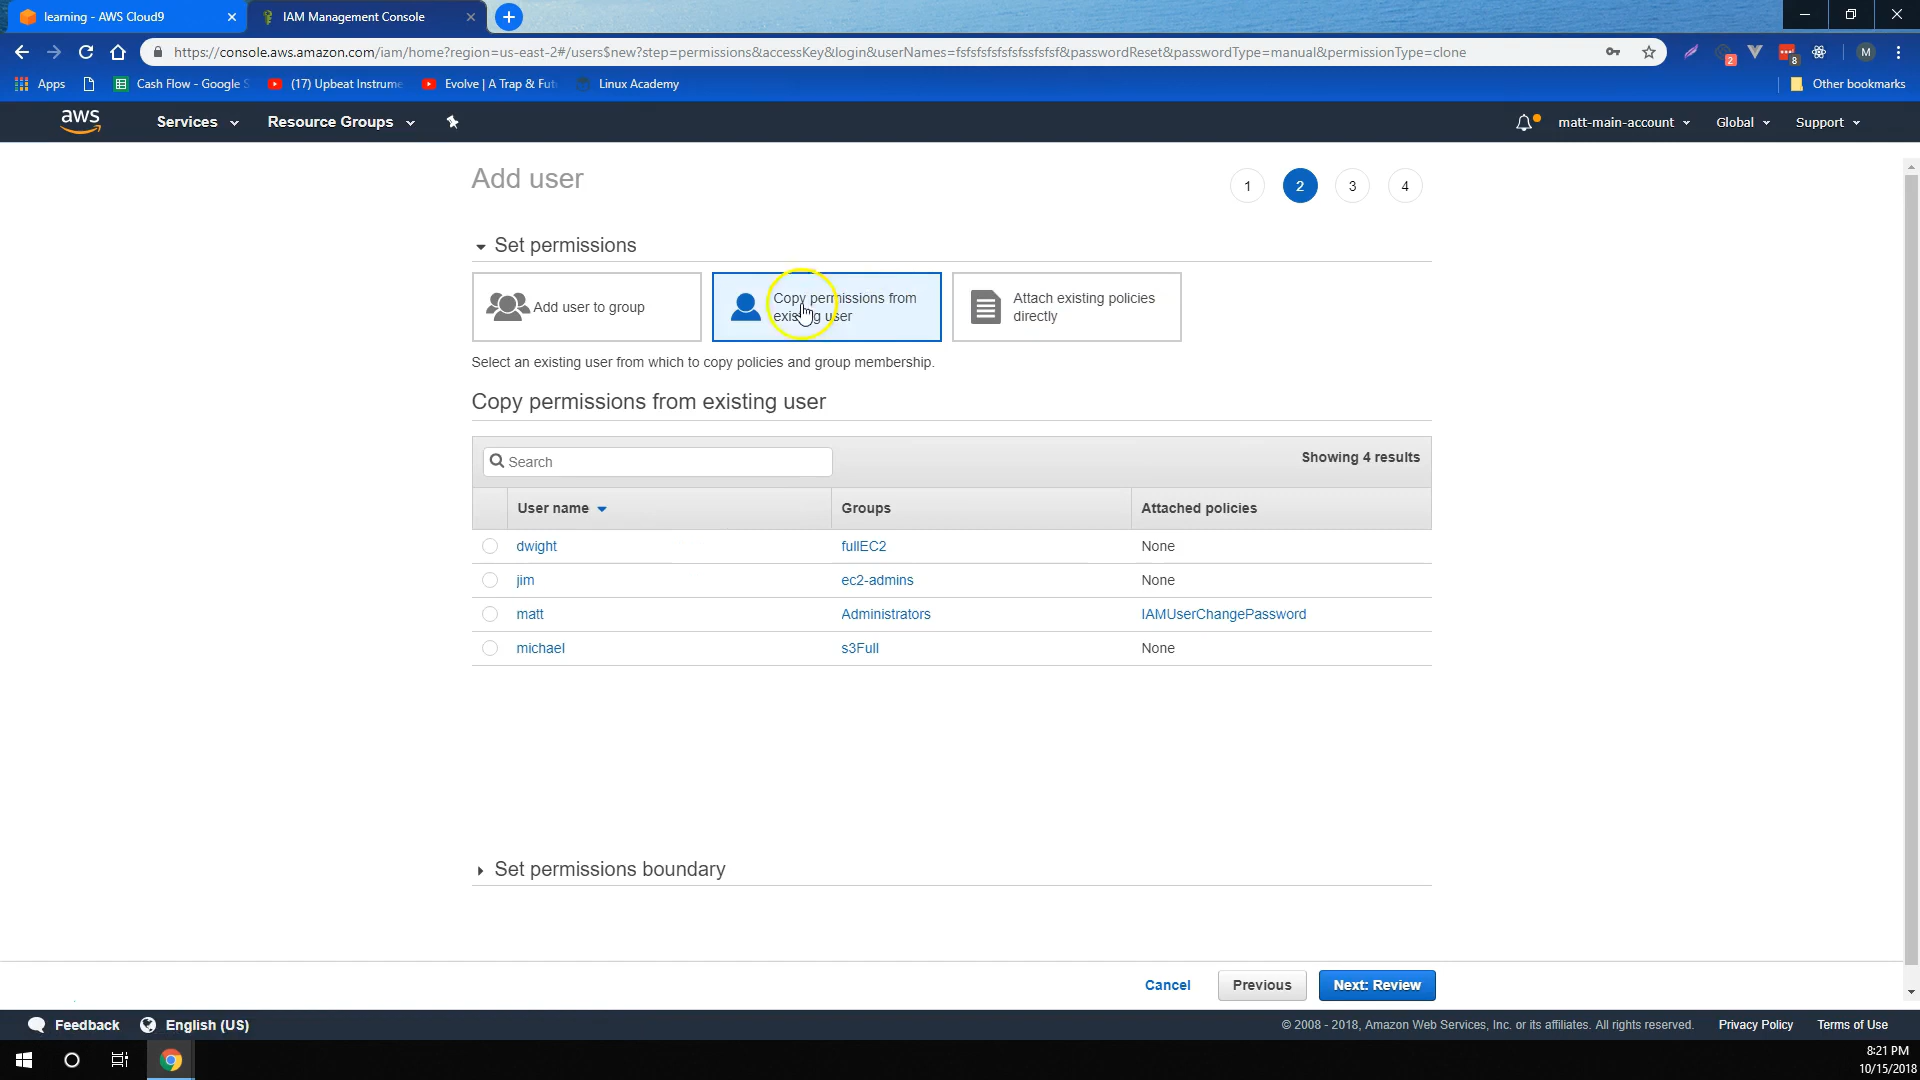 learning - AWS Cloud9
IAM Management Console
https://console.aws.amazon.com/iam/home?region=us-east-2#/users$new?step=permissions&accessKey&login&userNames=fsfsfsfsfsfssfsfsf&passwordReset&passwordType=manual&permissionType=clone
2
8
M
Apps
Cash Flow - Google S
(17) Upbeat Instrume
Evolve | A Trap & Futu
Linux Academy
Other bookmarks
aws
Services
Resource Groups
matt-main-account
Global
Support
Add user
1
2
3
4
Set permissions
Add user to group
Copy permissions from
existing user
Attach existing policies
directly
Select an existing user from which to copy policies and group membership.
Copy permissions from existing user
Search
Showing 4 results
User name
Groups
Attached policies
dwight
fullEC2
None
jim
ec2-admins
None
matt
Administrators
IAMUserChangePassword
michael
s3Full
None
Set permissions boundary
Cancel
Previous
Next: Review
Feedback
English (US)
© 2008 - 2018, Amazon Web Services, Inc. or its affiliates. All rights reserved.
Privacy Policy
Terms of Use
8:21 PM
10/15/2018